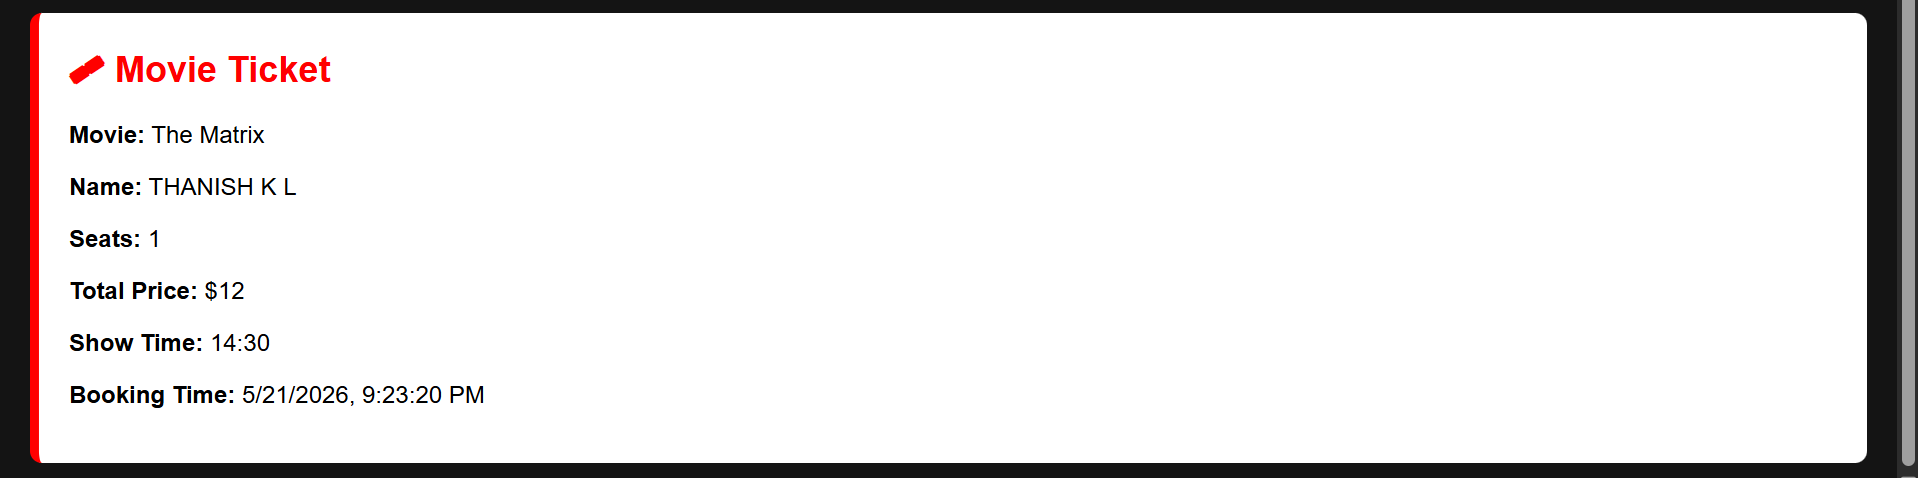 Movie Ticket
Movie: The Matrix
Name: THANISH K L
Seats: 1
Total Price: $12
Show Time: 14:30
Booking Time: 5/21/2026, 9:23:20 PM